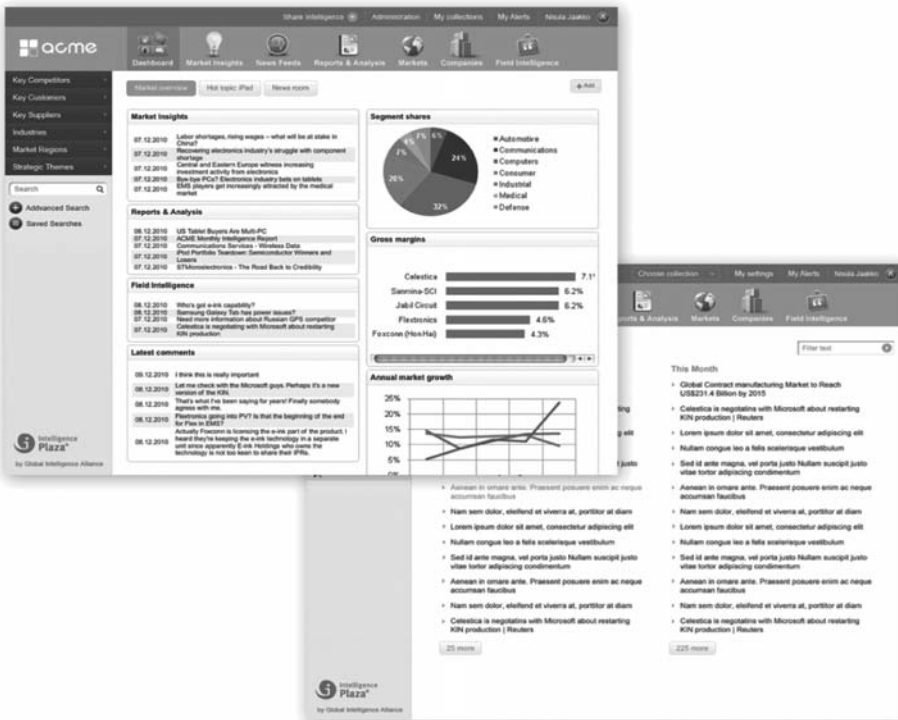 Share intelligence Administration My collections My Alerts Nisula Jaakko
acme
Dashboard Market Insights News Feeds Reports & Analysis Markets Companies Field Intelligence
Key Competitors
Key Customers
Key Suppliers
Industries
Market Regions
Strategic Themes
Search
Addvanced Search
Saved Searches
Market overview Hot topic iPad News room
Add
Market Insights
07.12.2010 Labor shortages, rising wages – what will be at stake in
China?
07.12.2010 Recovering electronics industry's struggle with component
shortage
07.12.2010 Central and Eastern Europe witness increasing
investment activity from electronics
07.12.2010 Bye-bye PCs? Electronics industry bets on tablets
07.12.2010 EMS players get increasingly attracted by the medical
market
Reports & Analysis
08.12.2010 US Tablet Buyers Are Multi-PC
07.12.2010 ACME Monthly Intelligence Report
07.12.2010 Communications Services - Wireless Data
07.12.2010 iPod Portfolio Teardown: Semiconductor Winners and
Losers
07.12.2010 STMicroelectronics - The Road Back to Credibility
Field Intelligence
08.12.2010 Who's got e-ink capability?
08.12.2010 Samsung Galaxy Tab has power issues?
07.12.2010 Need more information about Russian GPS competitor
07.12.2010 Celestica is negotiating with Microsoft about restarting
KIN production
Latest comments
09.12.2010 I think this is really important
08.12.2010 Let me check with the Microsoft guys. Perhaps it's a new
version of the KIN.
08.12.2010 That's what I've been saying for years! Finally somebody
agrees with me.
08.12.2010 Flextronics going into PV? Is that the beginning of the end
for Flex in EMS?
08.12.2010 Actually Foxconn is licensing the e-ink part of the product. I
heard they're keeping the e-ink technology in a separate
unit since apparently E-ink Holdings who owns the
technology is not too keen to share their IPRs.
Segment shares
7% 6%
24%
32%
26%
7%
Automative
Communications
Computers
Consumer
Industrial
Medical
Defense
Gross margins
Celestica 7.1
Sanmina-SCI 6.2%
Jabil Circuit 6.2%
Flextronics 4.6%
Foxconn (Hon Hai) 4.3%
Annual market growth
25%
20%
15%
10%
5%
0%
Intelligence
Plaza
by Global Intelligence Alliance
Choose collection My settings My Alerts Nisula Jaakko
Reports & Analysis Markets Companies Field Intelligence
Filter text
This Month
Global Contract manufacturing Market to Reach
US$231.4 Billion by 2015
Celestica is negotatins with Microsoft about restarting
KIN production | Reuters
Lorem ipsum dolor sit amet, consectetur adipiscing elit
Nullam congue leo a felis scelerisque vestibulum
Sed id ante magna, vel porta justo Nullam suscipit justo
vitae tortor adipiscing condimentum
Aenean in ornare ante. Praesent posuere enim ac neque
accumsan faucibus
Nam sem dolor, eleifend et viverra at, portitor at diam
Lorem ipsum dolor sit amet, consectetur adipiscing elit
Nullam congue leo a felis scelerisque vestibulum
Sed id ante magna, vel porta justo Nullam suscipit justo
vitae tortor adipiscing condimentum
Aenean in ornare ante. Praesent posuere enim ac neque
accumsan faucibus
Nam sem dolor, eleifend et viverra at, portitor at diam
Celestica is negotatins with Microsoft about restarting
KIN production | Reuters
225 more
Aenean in ornare ante. Praesent posuere enim ac neque
accumsan faucibus
Nam sem dolor, eleifend et viverra at, portitor at diam
Lorem ipsum dolor sit amet, consectetur adipiscing elit
Nullam congue leo a felis scelerisque vestibulum
Sed id ante magna, vel porta justo Nullam suscipit justo
vitae tortor adipiscing condimentum
Aenean in ornare ante. Praesent posuere enim ac neque
accumsan faucibus
Nam sem dolor, eleifend et viverra at, portitor at diam
Celestica is negotatins with Microsoft about restarting
KIN production | Reuters
25 more
Intelligence
Plaza
by Global Intelligence Alliance